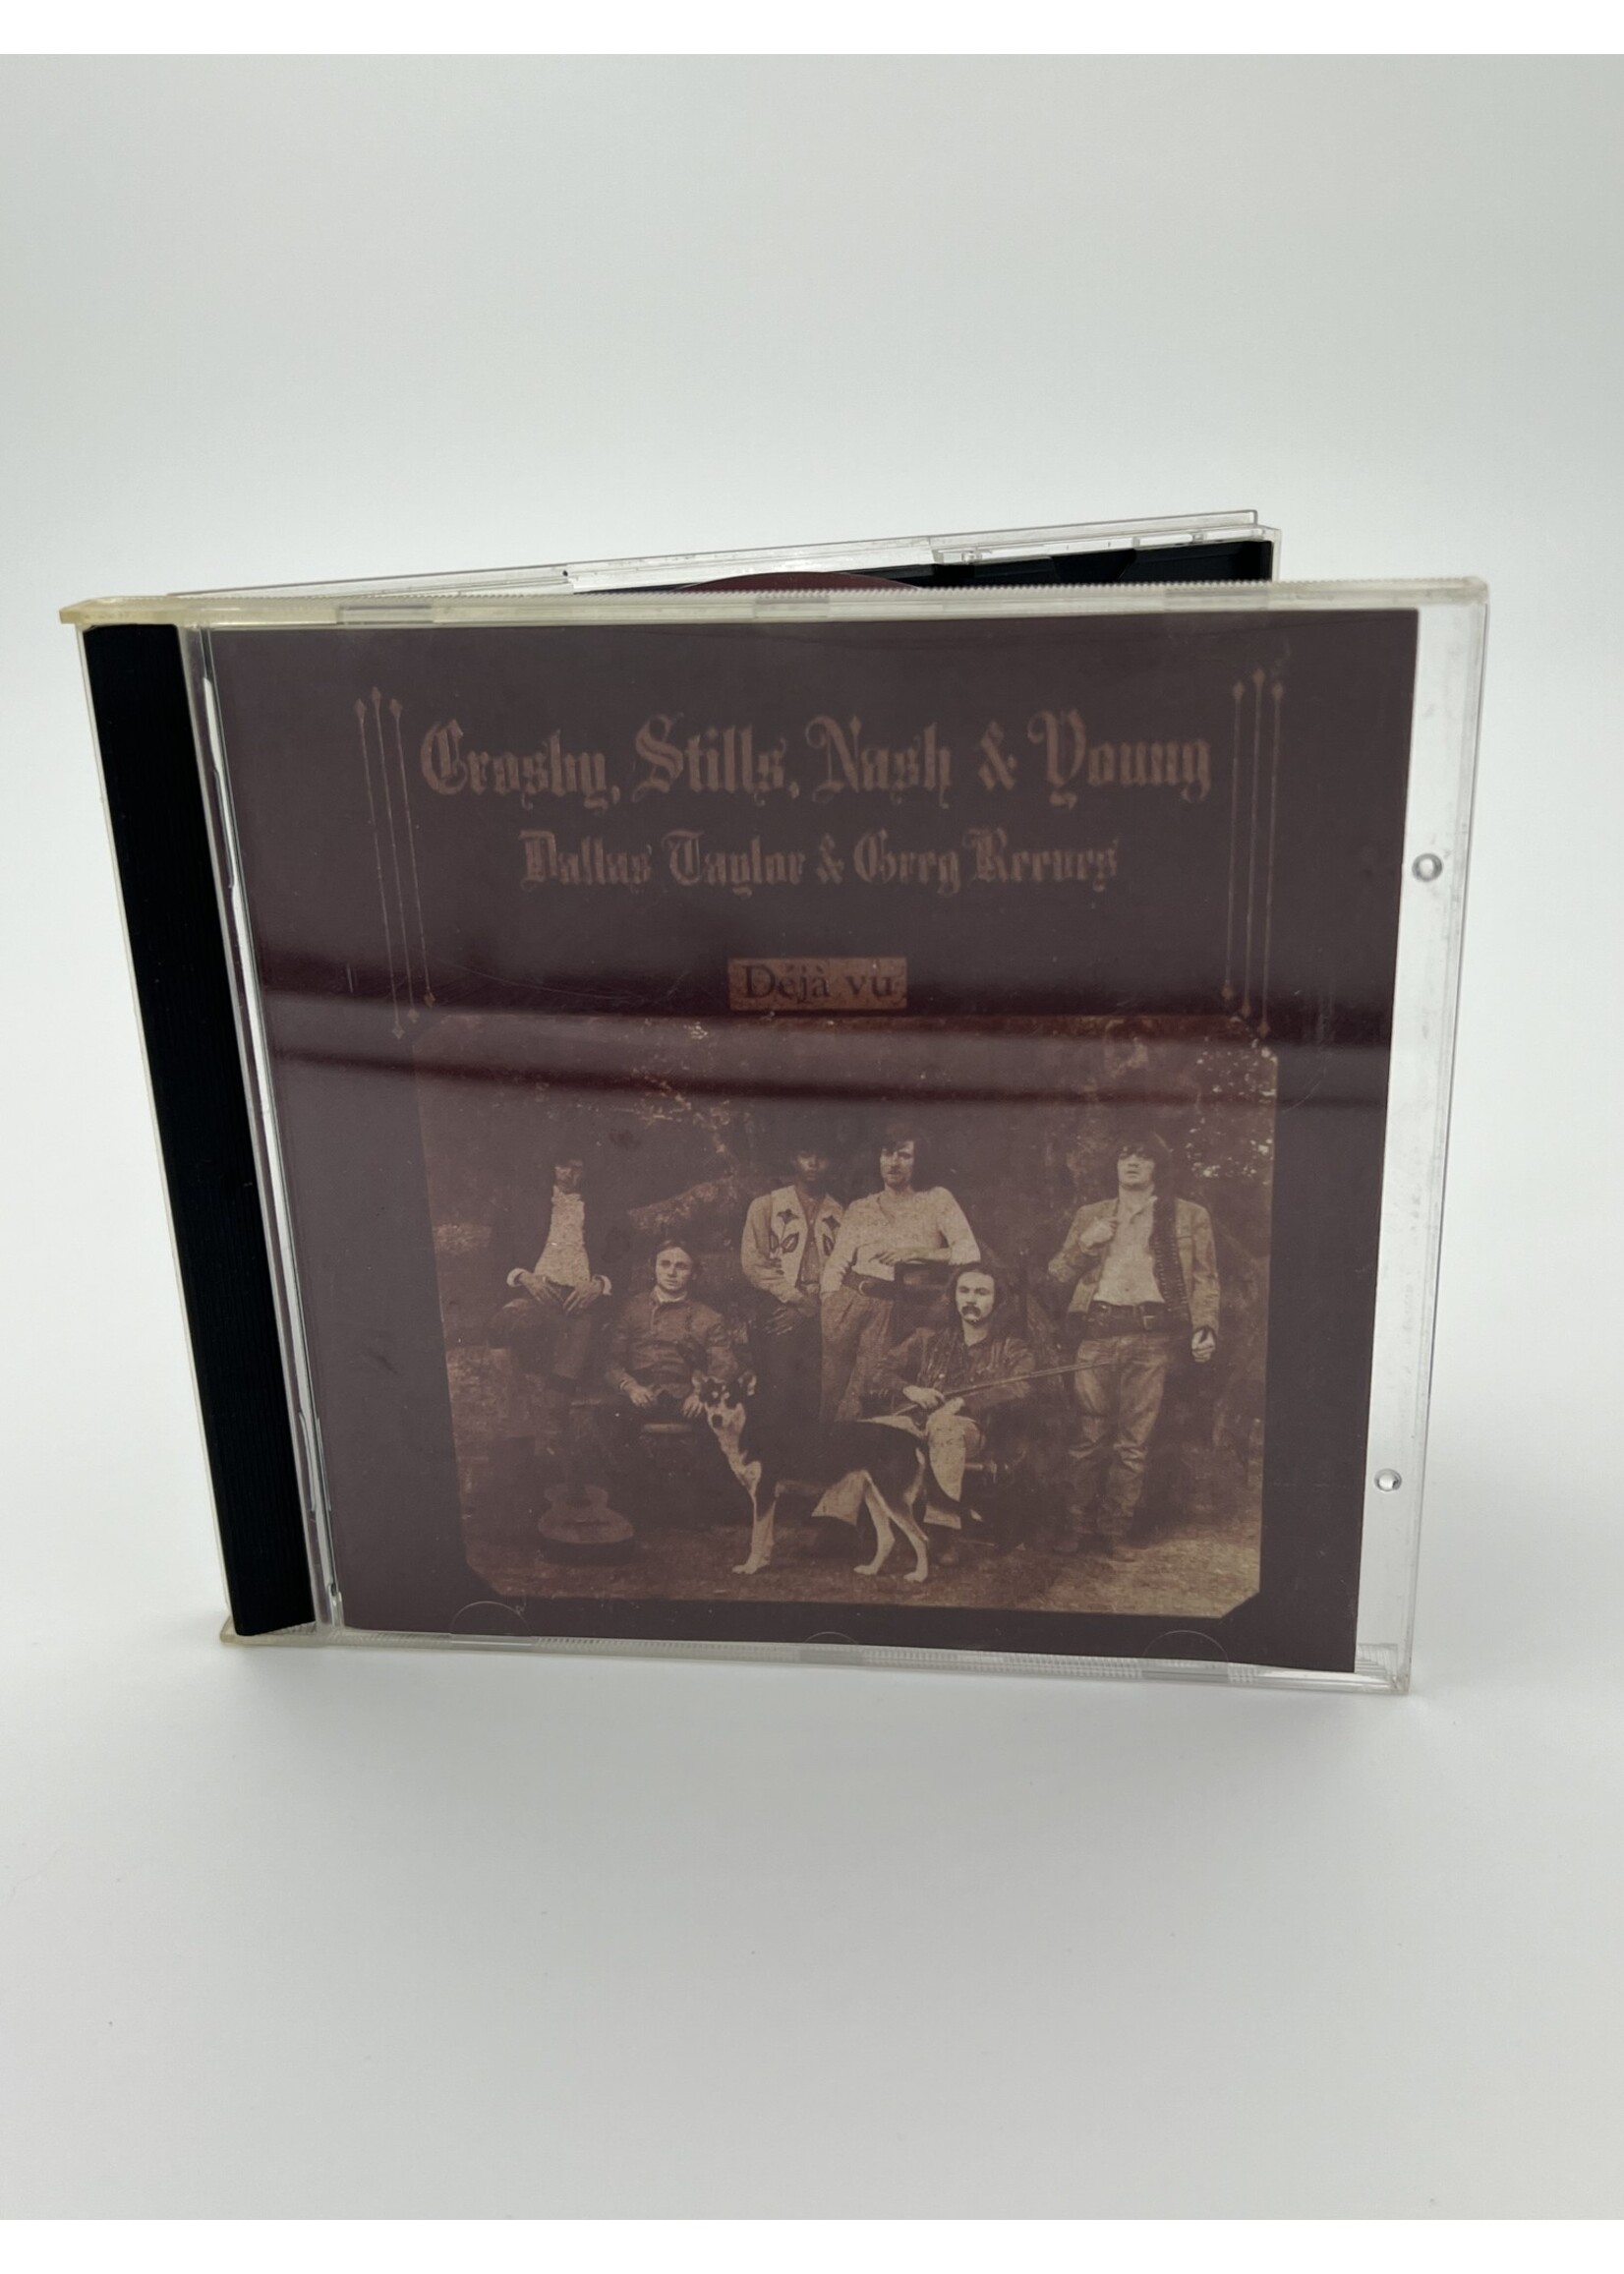 Crosby, Stills, Nash & Young
Dallas Taylor & Greg Reeves
Déjà vu